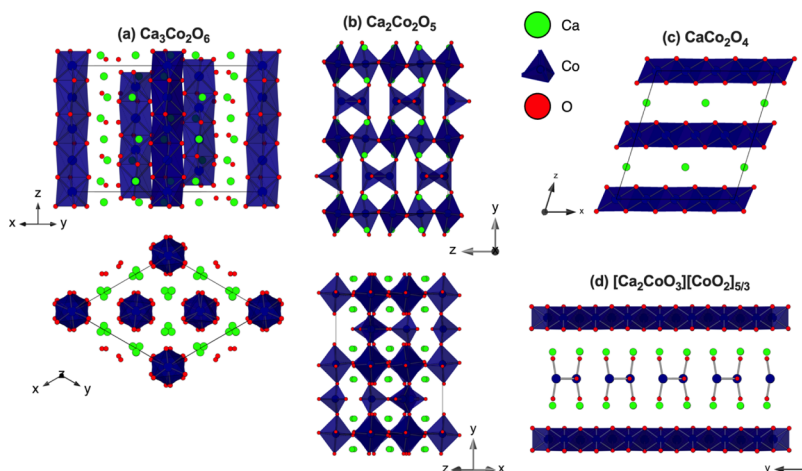 (a) Ca3Co2O6
z
x
y
x
y
z
(b) Ca2Co2O5
y
z
x
y
z
x
Ca
Co
O
(c) CaCo2O4
z
x
(d) [Ca2CoO3][CoO2]5/3
y